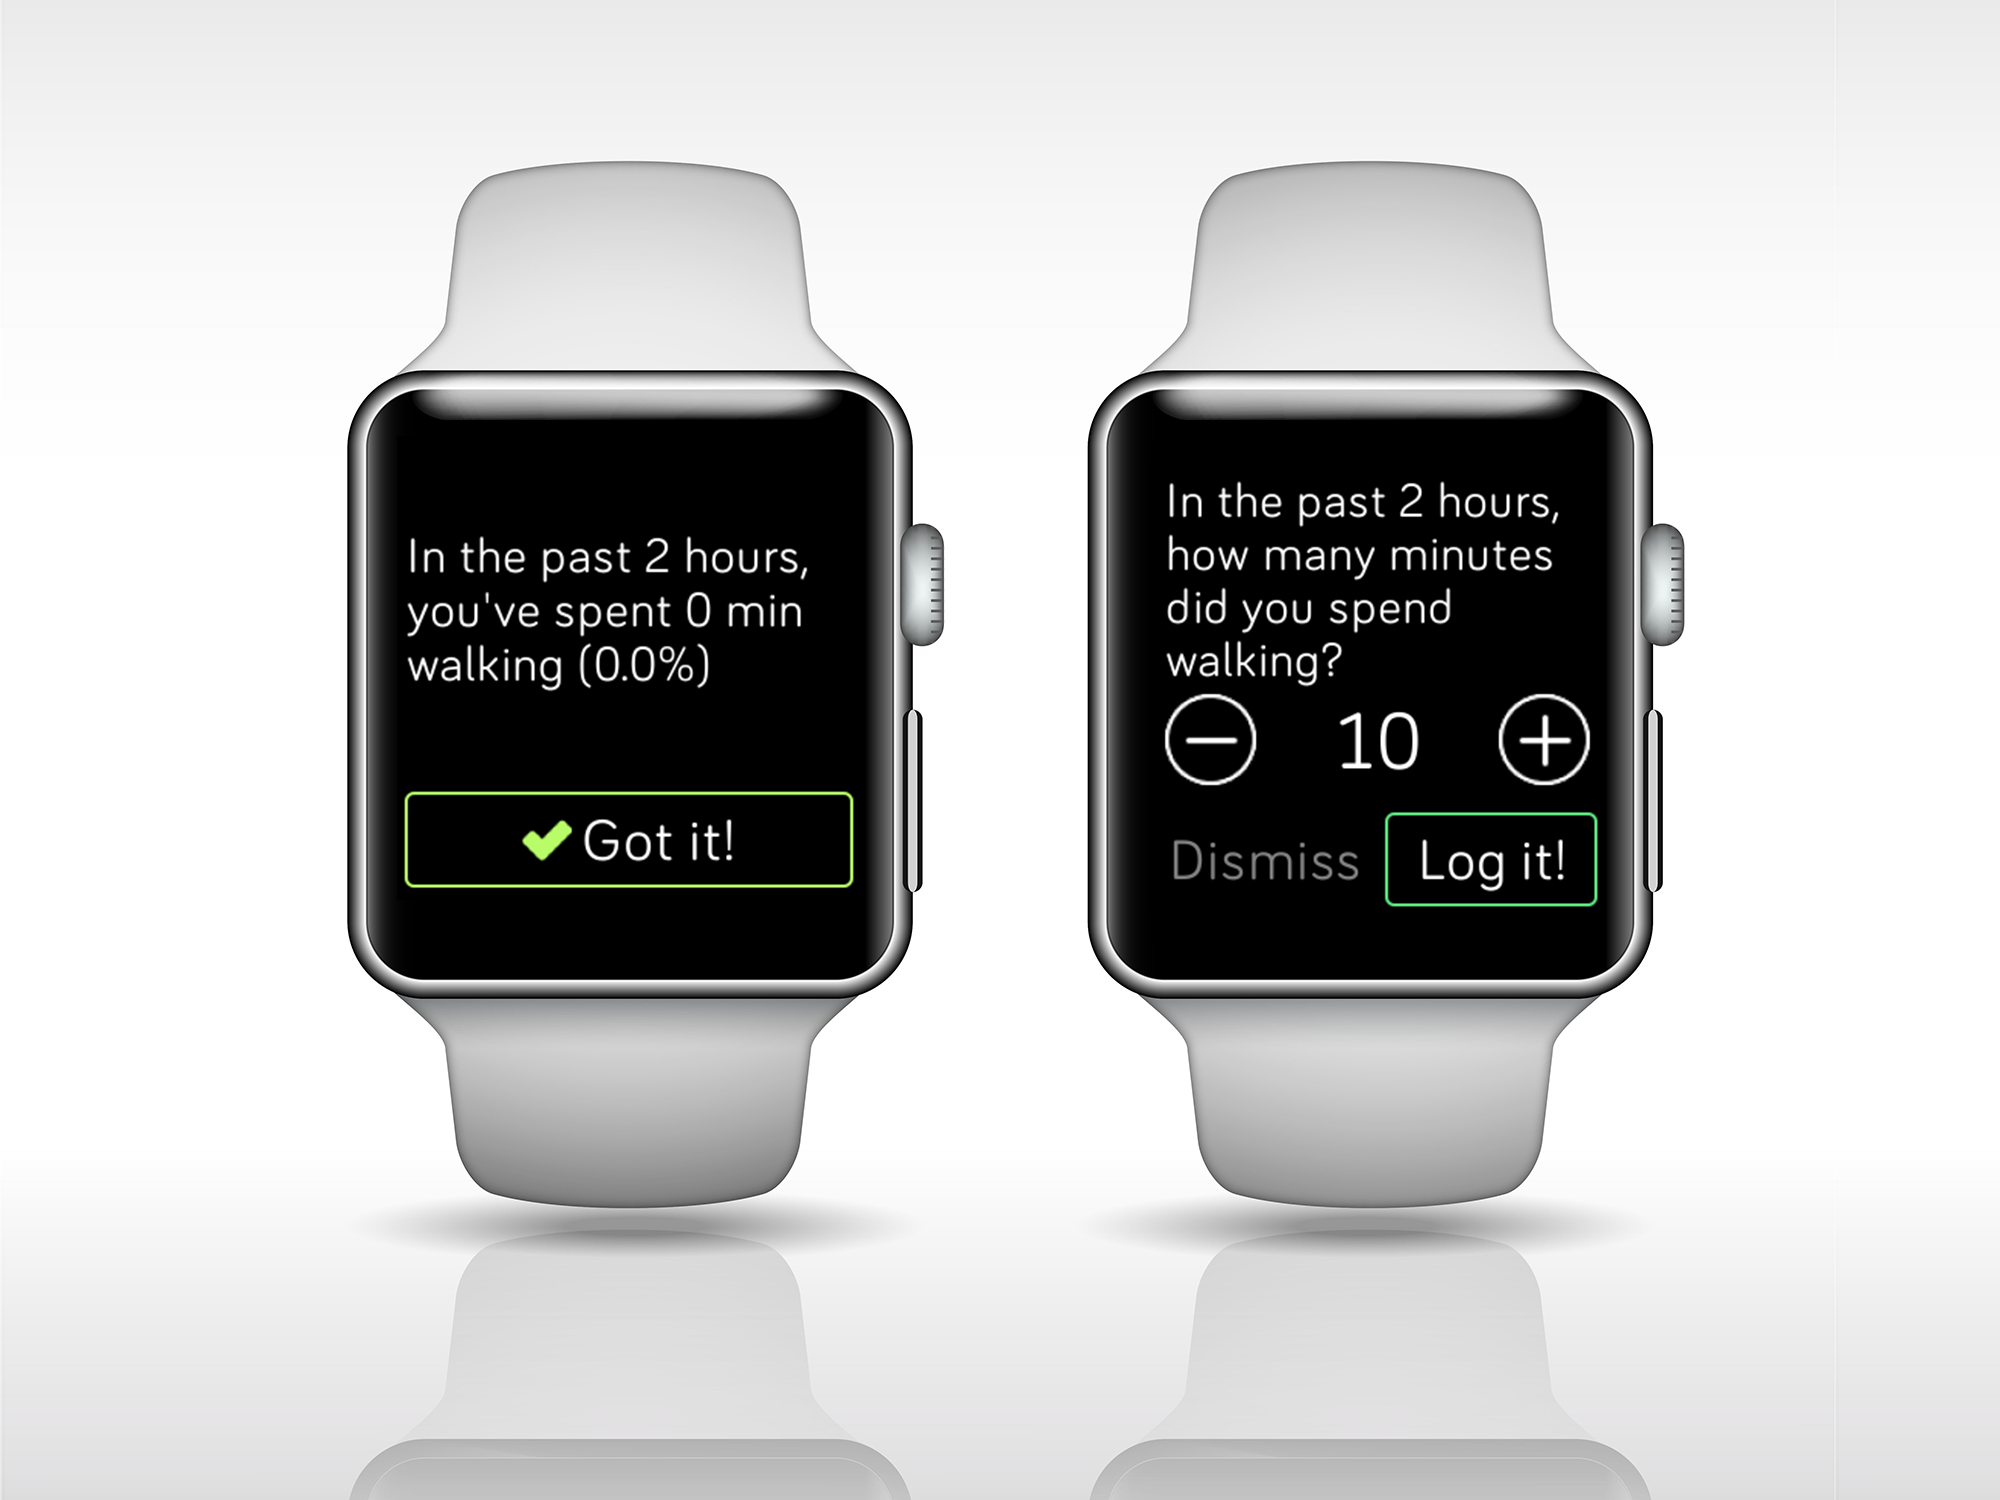 In the past 2 hours,
you've spent 0 min
walking (0.0%)
Got it!
In the past 2 hours,
how many minutes
did you spend
walking?
10
Dismiss Log it!